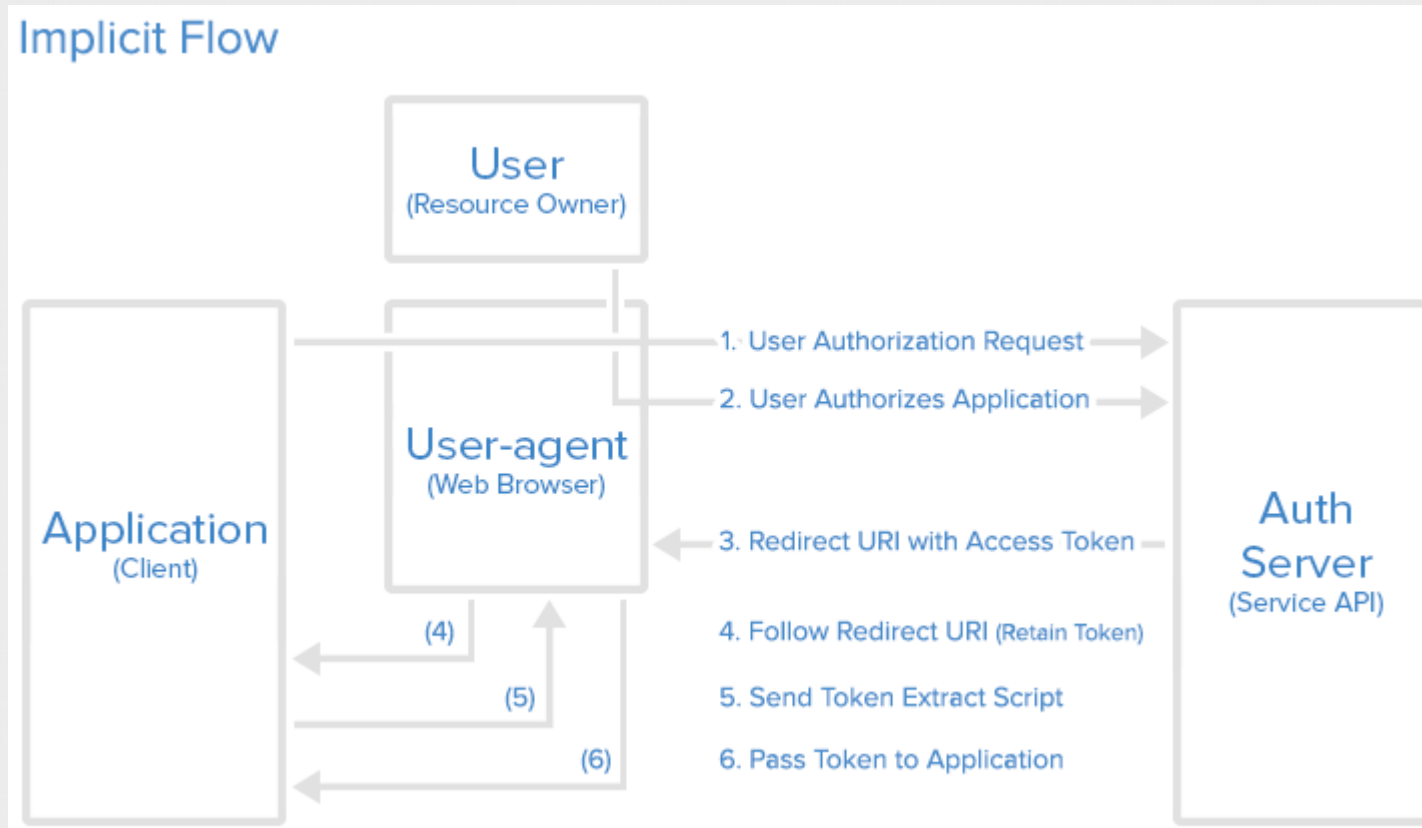 Implicit Flow
User
(Resource Owner)
1. User Authorization Request
2. User Authorizes Application
User-agent
(Web Browser)
Application
(Client)
3. Redirect URI with Access Token
Auth
Server
(Service API)
(4)
4. Follow Redirect URI (Retain Token)
(5)
5. Send Token Extract Script
(6)
6. Pass Token to Application